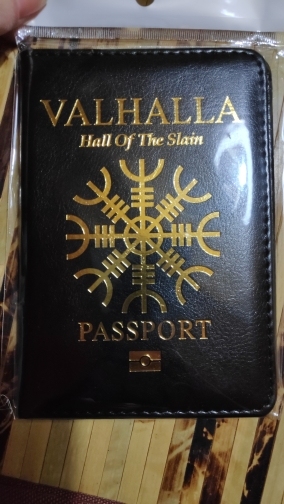 VALHALLA
Hall Of The Slain
PASSPORT